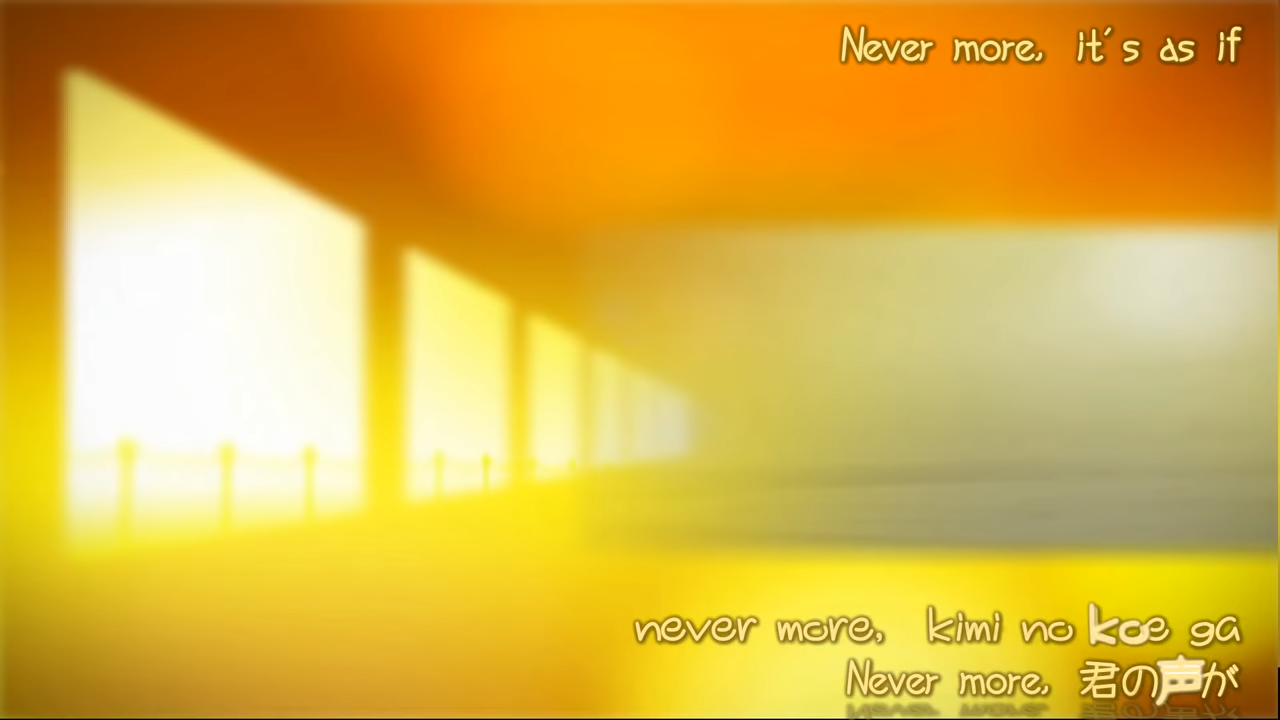 Never more, it's as if
never more, kimi no koe ga
Never more, 君の声が